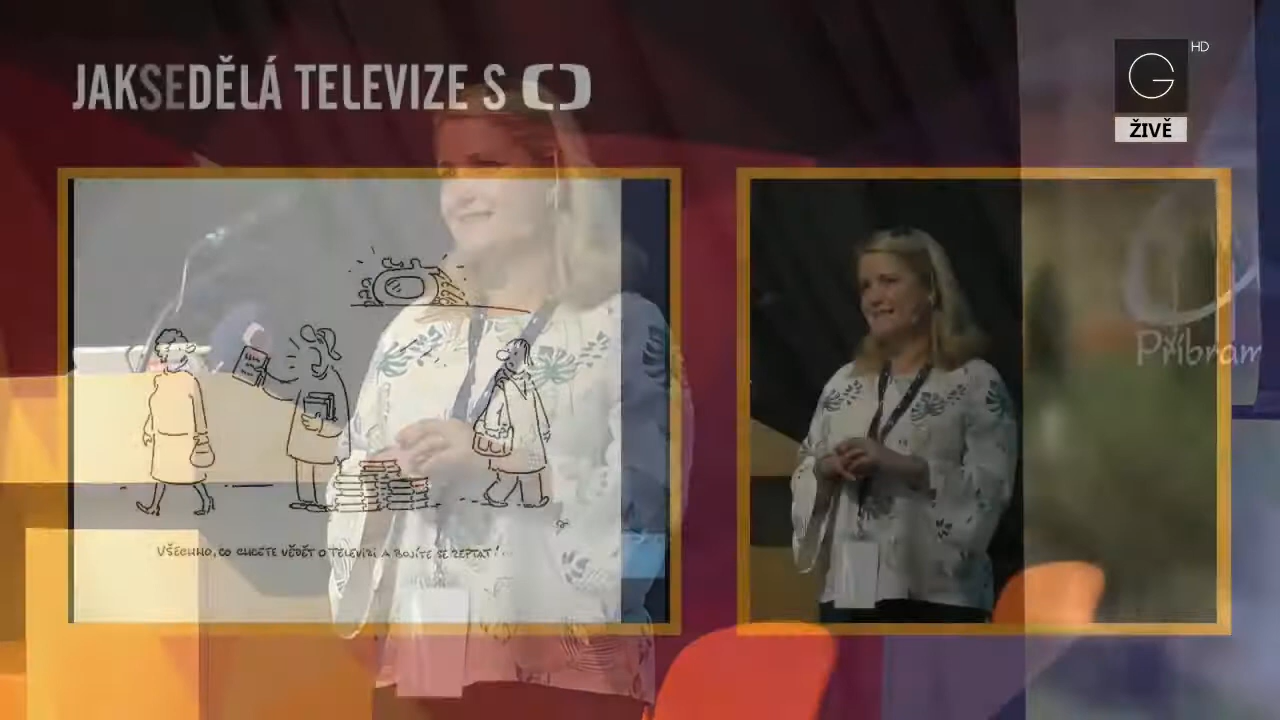 JAKSEDĚLÁ TELEVIZE S
G HD
ŽIVĚ
Příbram
VŠECHNO, CO CHCETE VĚDĚT O TELEVIZI A BOJÍTE SE ZEPTAT!